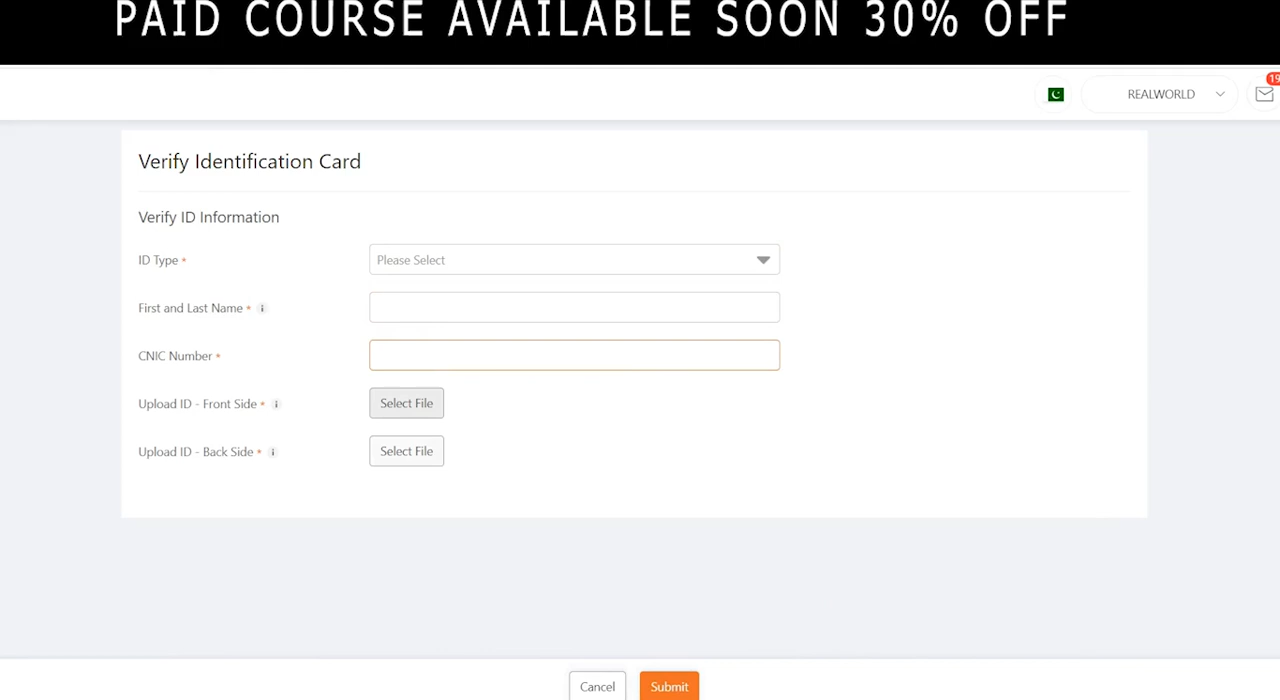 PAID COURSE AVAILABLE SOON 30% OFF
REALWORLD
19
Verify Identification Card
Verify ID Information
ID Type *
Please Select
First and Last Name * i
CNIC Number *
Upload ID - Front Side * i
Select File
Upload ID - Back Side * i
Select File
Cancel
Submit